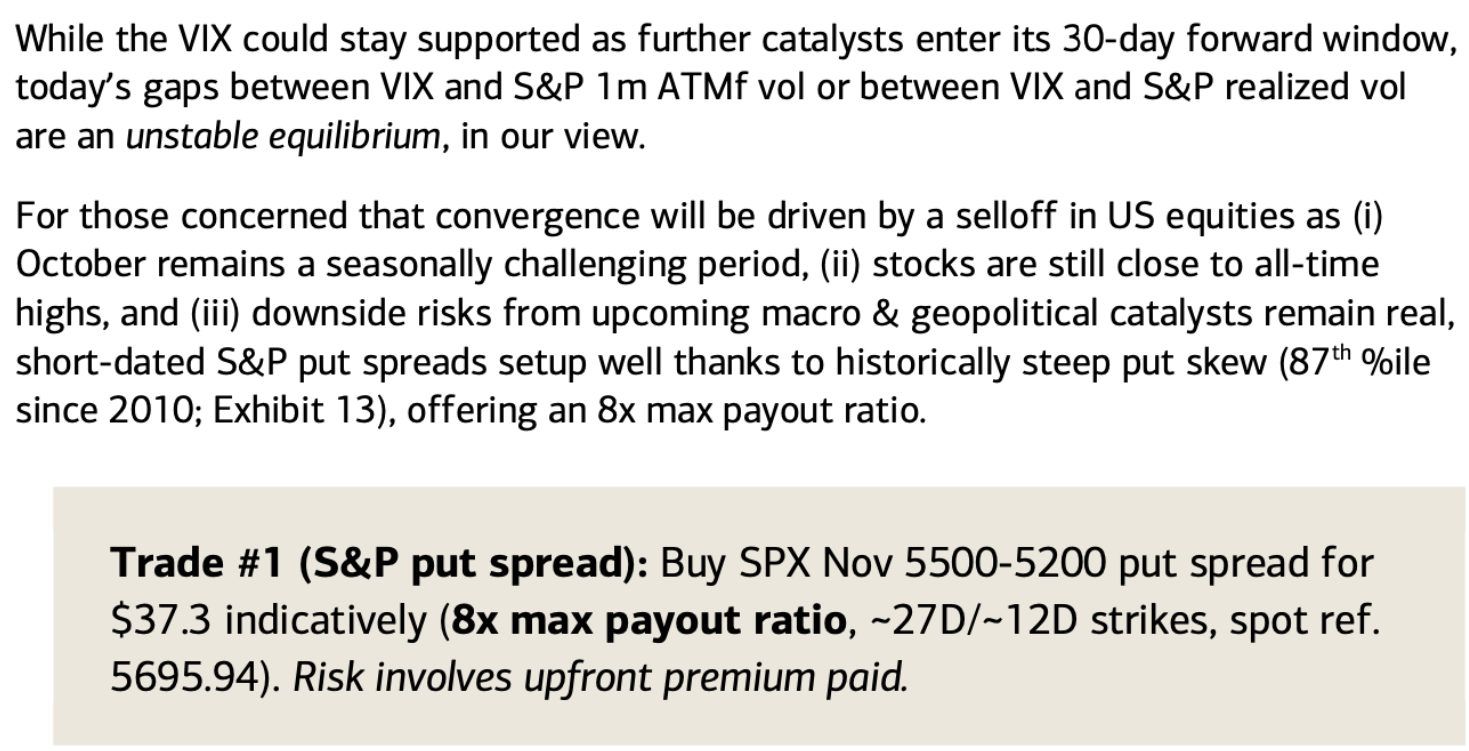 While the VIX could stay supported as further catalysts enter its 30-day forward window,
today’s gaps between VIX and S&P 1m ATMf vol or between VIX and S&P realized vol
are an unstable equilibrium, in our view.
For those concerned that convergence will be driven by a selloff in US equities as (i)
October remains a seasonally challenging period, (ii) stocks are still close to all-time
highs, and (iii) downside risks from upcoming macro & geopolitical catalysts remain real,
short-dated S&P put spreads setup well thanks to historically steep put skew (87th %ile
since 2010; Exhibit 13), offering an 8x max payout ratio.
Trade #1 (S&P put spread): Buy SPX Nov 5500-5200 put spread for
$37.3 indicatively (8x max payout ratio, ~27D/~12D strikes, spot ref.
5695.94). Risk involves upfront premium paid.